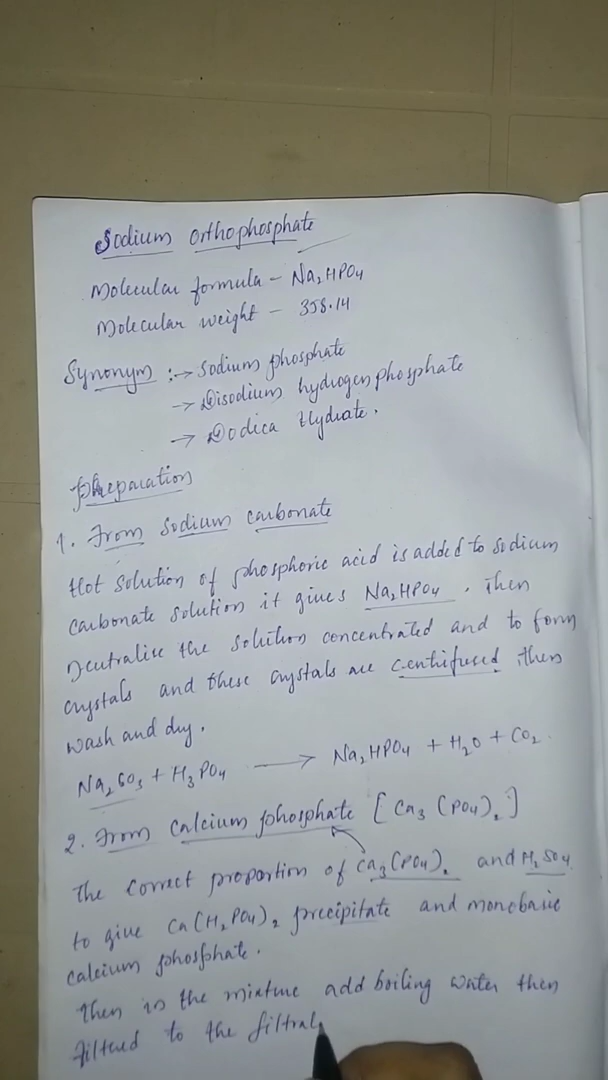 Sodium Orthophosphate
Molecular formula - Na2HPO4
Molecular weight - 358.14
Synonym :→ Sodium phosphate
→ Disodium hydrogen phosphate
→ Dodica Hydrate.
Preparation
1. From Sodium carbonate
Hot solution of phosphoric acid is added to sodium
carbonate solution it gives Na2HPO4. Then
neutralise the solution concentrated and to form
crystals and these crystals are centrifused then
wash and dry.
Na2CO3 + H3PO4 → Na2HPO4 + H2O + CO2.
2. From Calcium phosphate [Ca3(PO4)2]
The correct proportion of Ca3(PO4)2 and H2SO4
to give Ca(H2PO4)2 precipitate and monobasic
calcium phosphate.
Then in the mixture add boiling water then
filtered to the filtrat